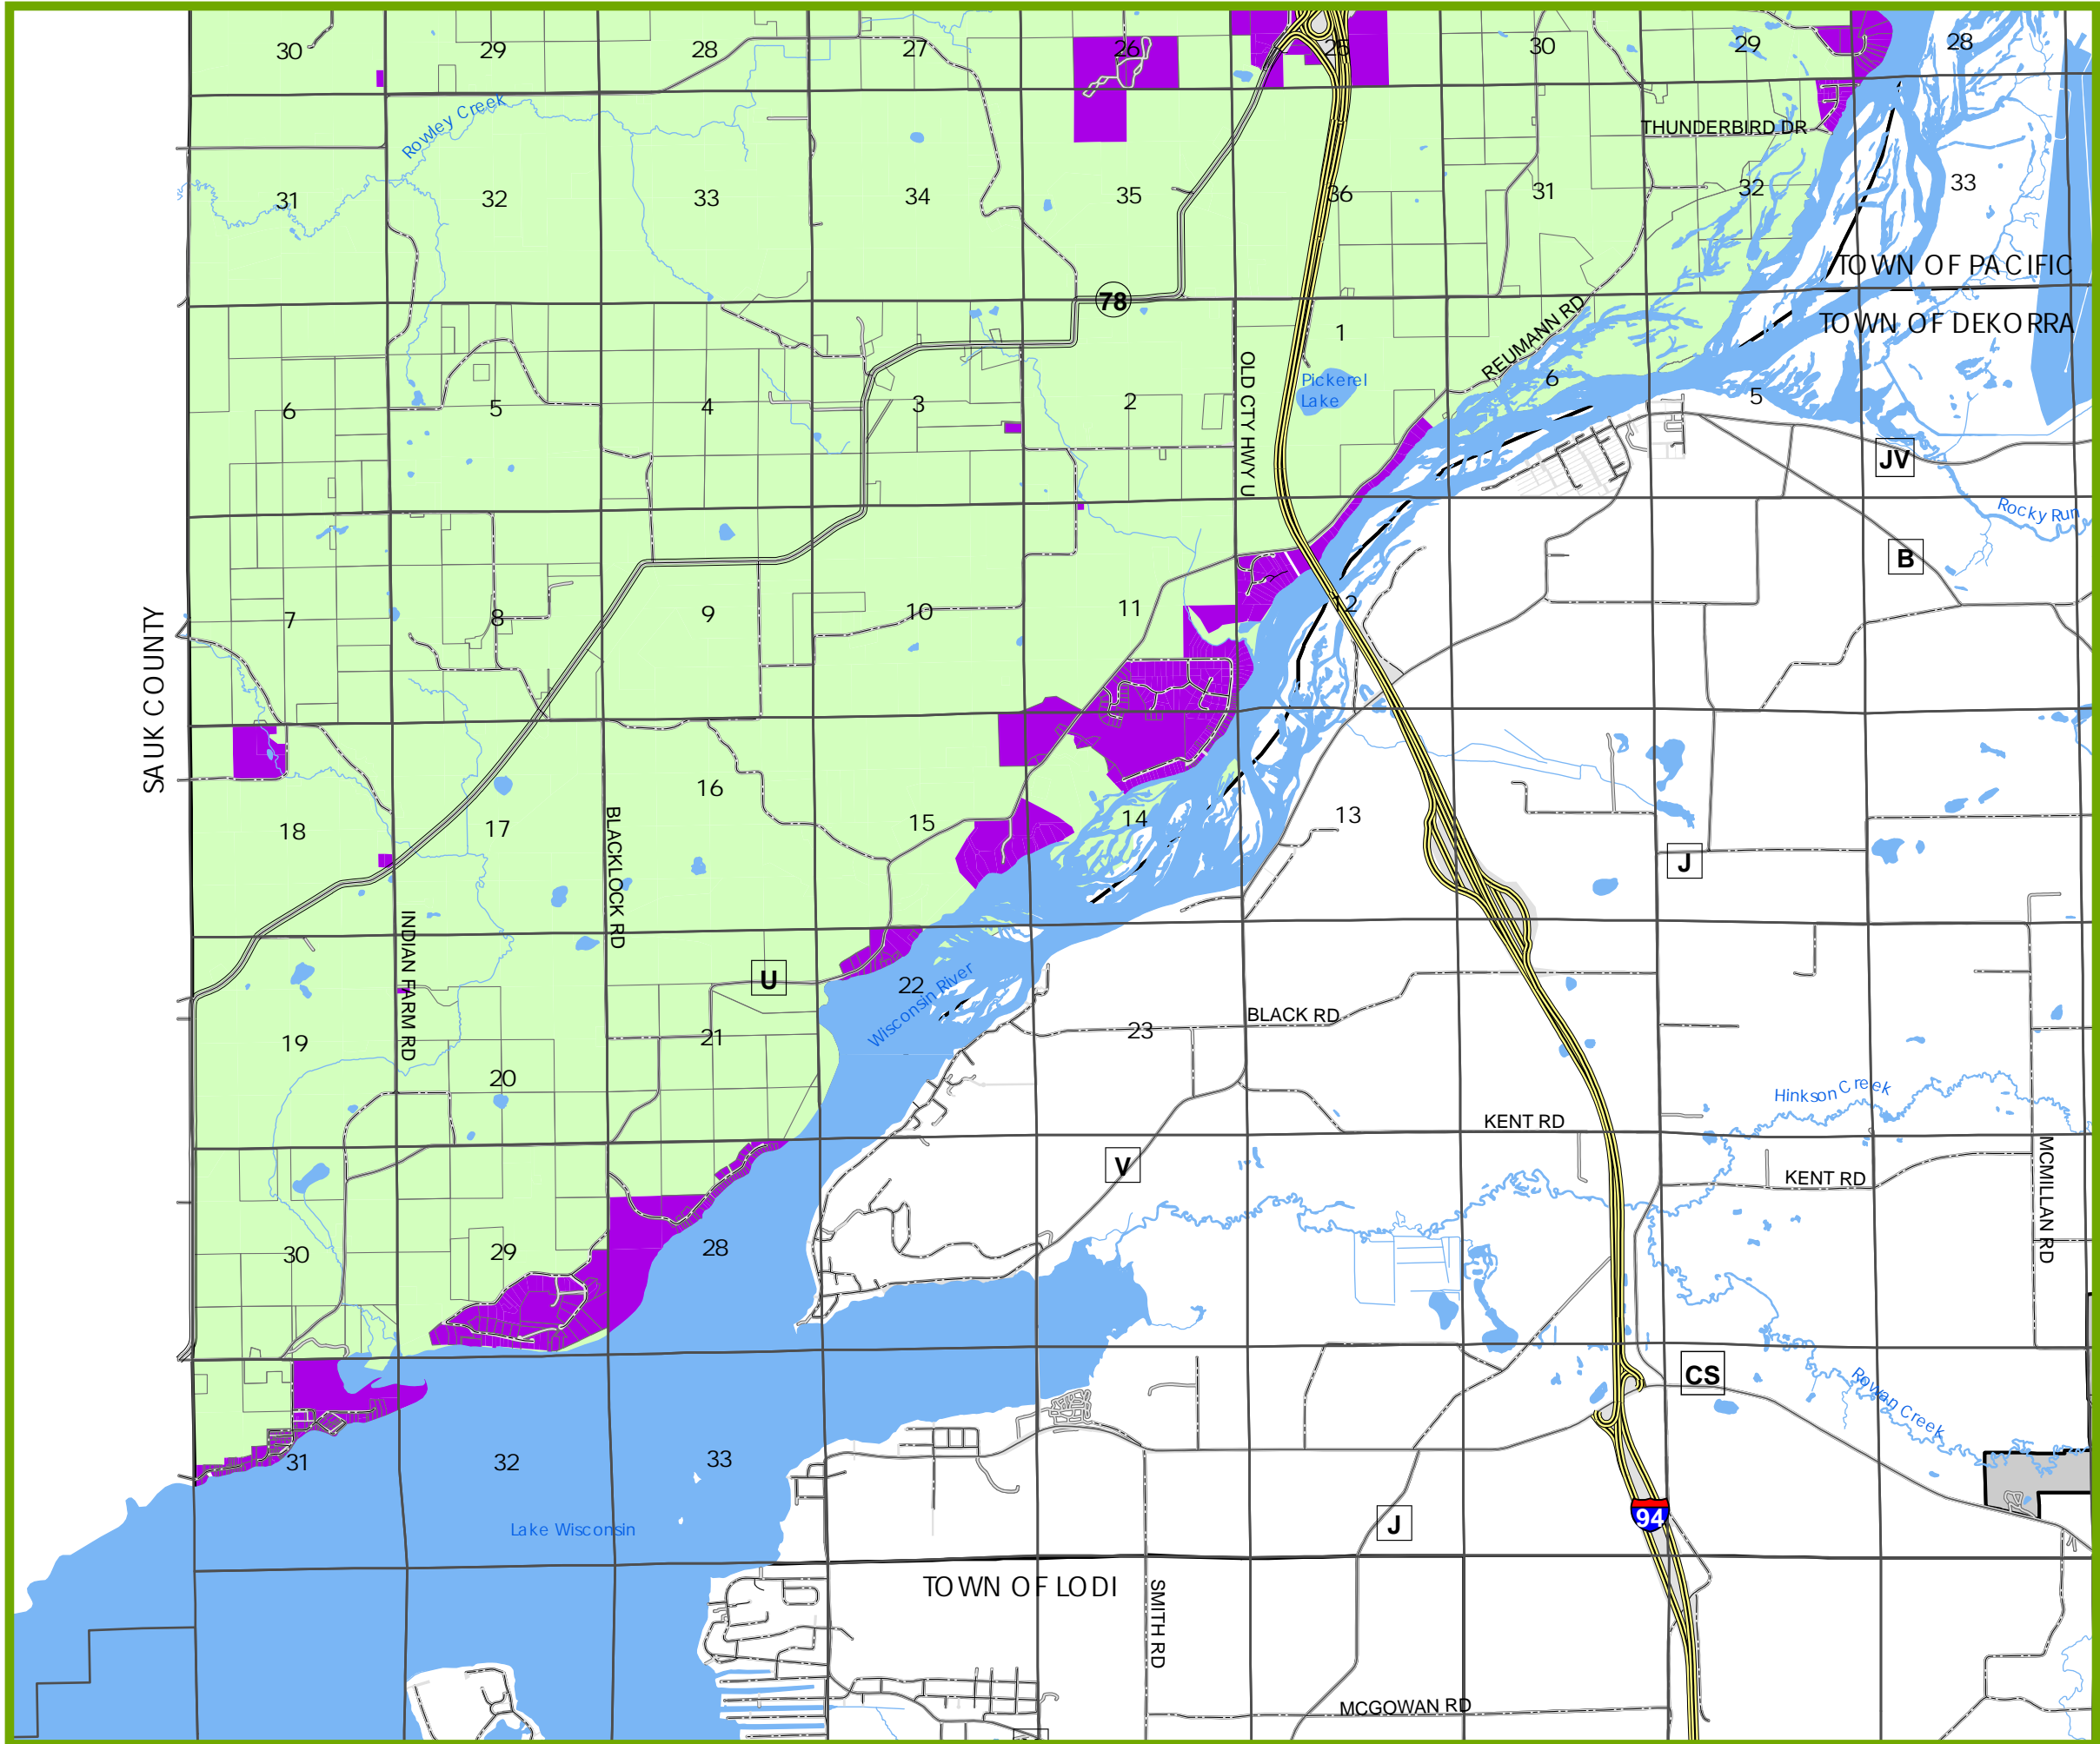 30
29
28
27
26
25
30
29
28
Rowley Creek
THUNDERBIRD DR
31
32
33
34
35
36
31
32
33
TOWN OF PACIFIC
78
TOWN OF DEKORRA
REUMANN RD
1
OLD CTY HWY U
Pickerel
Lake
6
5
4
3
2
6
5
JV
Rocky Run
B
SAUK COUNTY
7
8
9
10
11
12
18
17
16
15
14
13
BLACKLOCK RD
J
INDIAN FARM RD
U
22
Wisconsin River
19
20
21
23
BLACK RD
Hinkson Creek
KENT RD
V
KENT RD
MCMILLAN RD
30
29
28
CS
Rowan Creek
31
32
33
Lake Wisconsin
94
J
TOWN OF LODI
SMITH RD
MCGOWAN RD